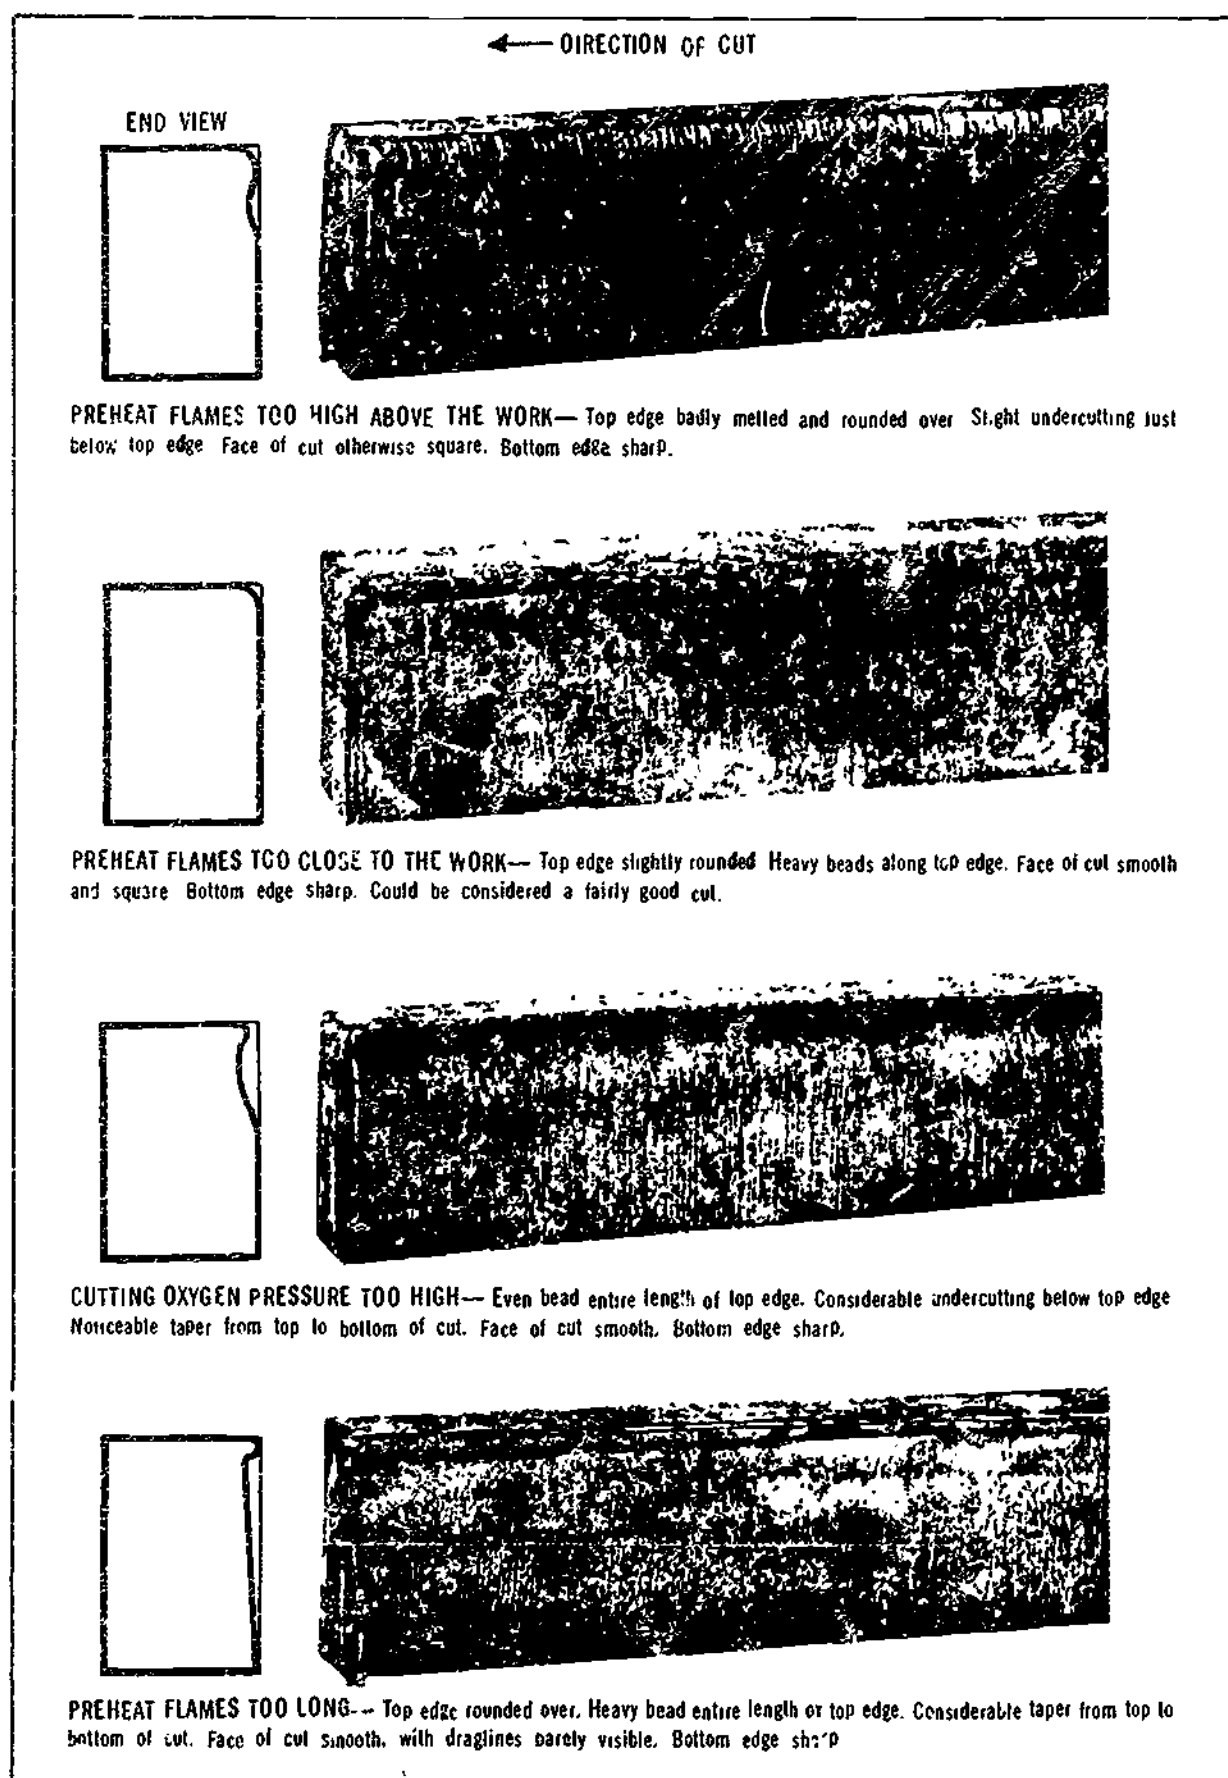 DIRECTION OF CUT
END VIEW
PREHEAT FLAMES TOO HIGH ABOVE THE WORK— Top edge badly melted and rounded over Slight undercutting just
below top edge Face of cut otherwise square. Bottom edge sharp.
PREHEAT FLAMES TOO CLOSE TO THE WORK— Top edge slightly rounded Heavy beads along top edge. Face of cut smooth
and square Bottom edge sharp. Could be considered a fairly good cut.
CUTTING OXYGEN PRESSURE TOO HIGH— Even bead entire length of top edge. Considerable undercutting below top edge
Noticeable taper from top to bottom of cut. Face of cut smooth. Bottom edge sharp.
PREHEAT FLAMES TOO LONG-- Top edge rounded over. Heavy bead entire length or top edge. Considerable taper from top to
bottom of cut. Face of cut smooth, with draglines barely visible. Bottom edge sharp